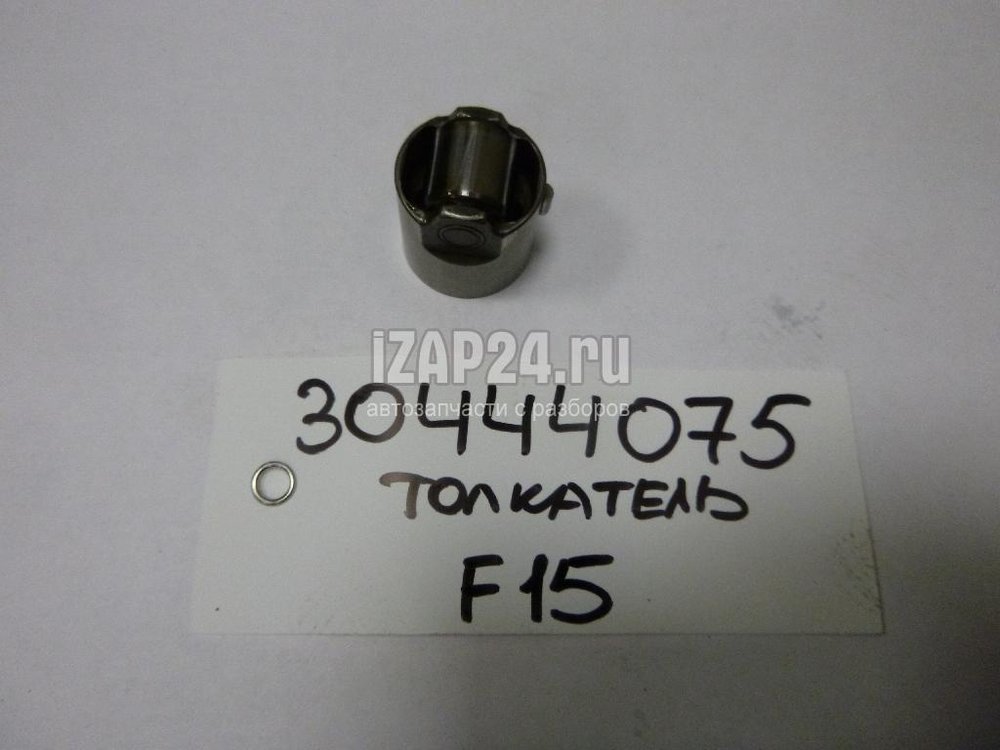 iZAP24.ru
автозапчасти с разборов
30444075
ТОЛКАТЕЛЬ
F15